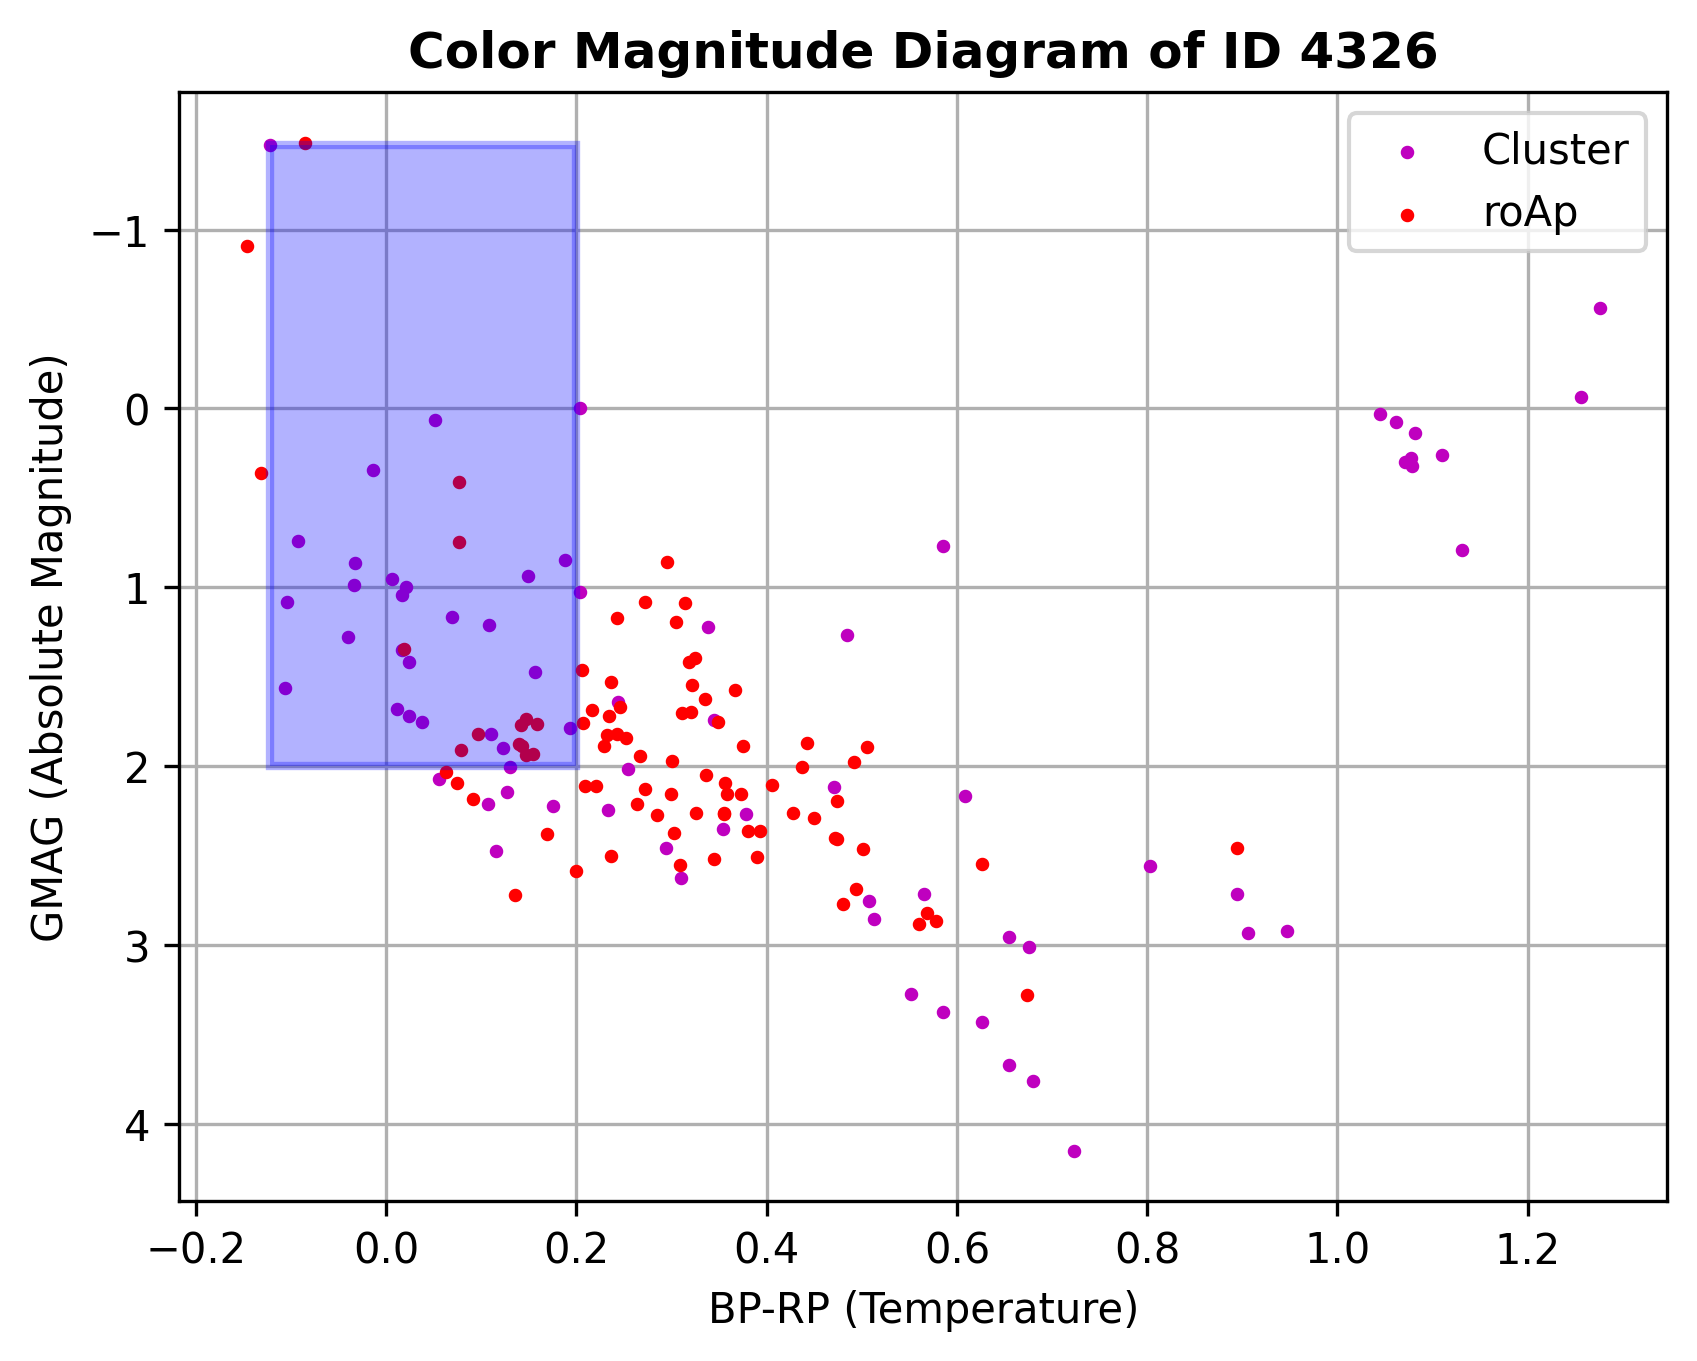 Color Magnitude Diagram of ID 4326
Cluster
roAp
GMAG (Absolute Magnitude)
−1
0
1
2
3
4
−0.2 0.0 0.2 0.4 0.6 0.8 1.0 1.2
BP-RP (Temperature)